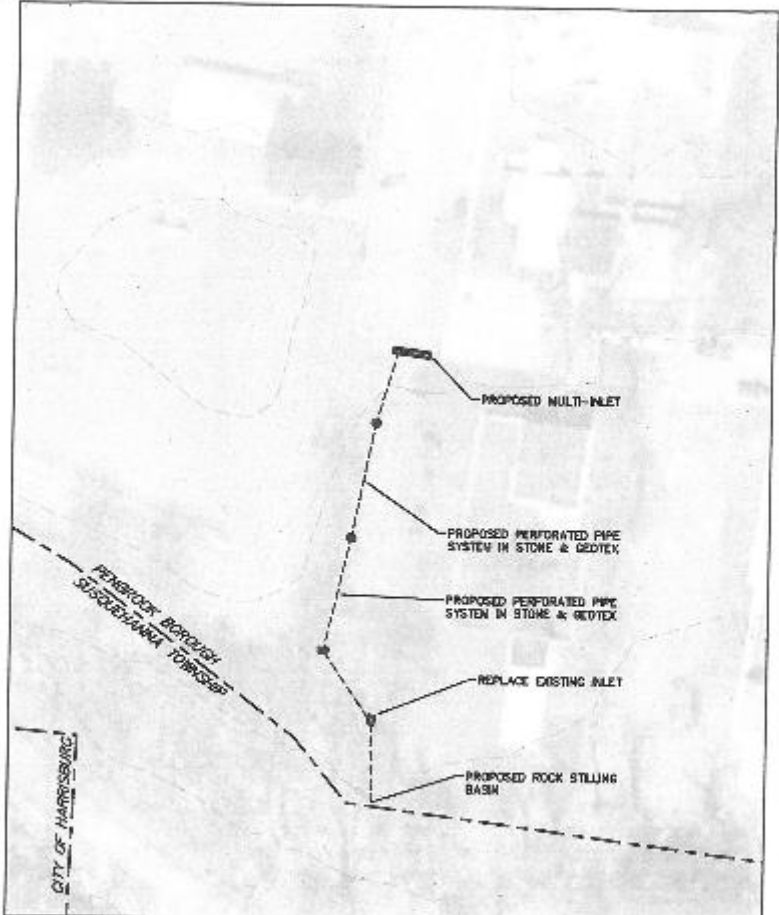 PROPOSED MULTI-INLET
PROPOSED PERFORATED PIPE
SYSTEM IN STONE & GEOTEX
PROPOSED PERFORATED PIPE
SYSTEM IN STONE & GEOTEX
PENBROOK BOROUGH
SUSQUEHANNA TOWNSHIP
REPLACE EXISTING INLET
CITY OF HARRISBURG
PROPOSED ROCK STILLING
BASIN